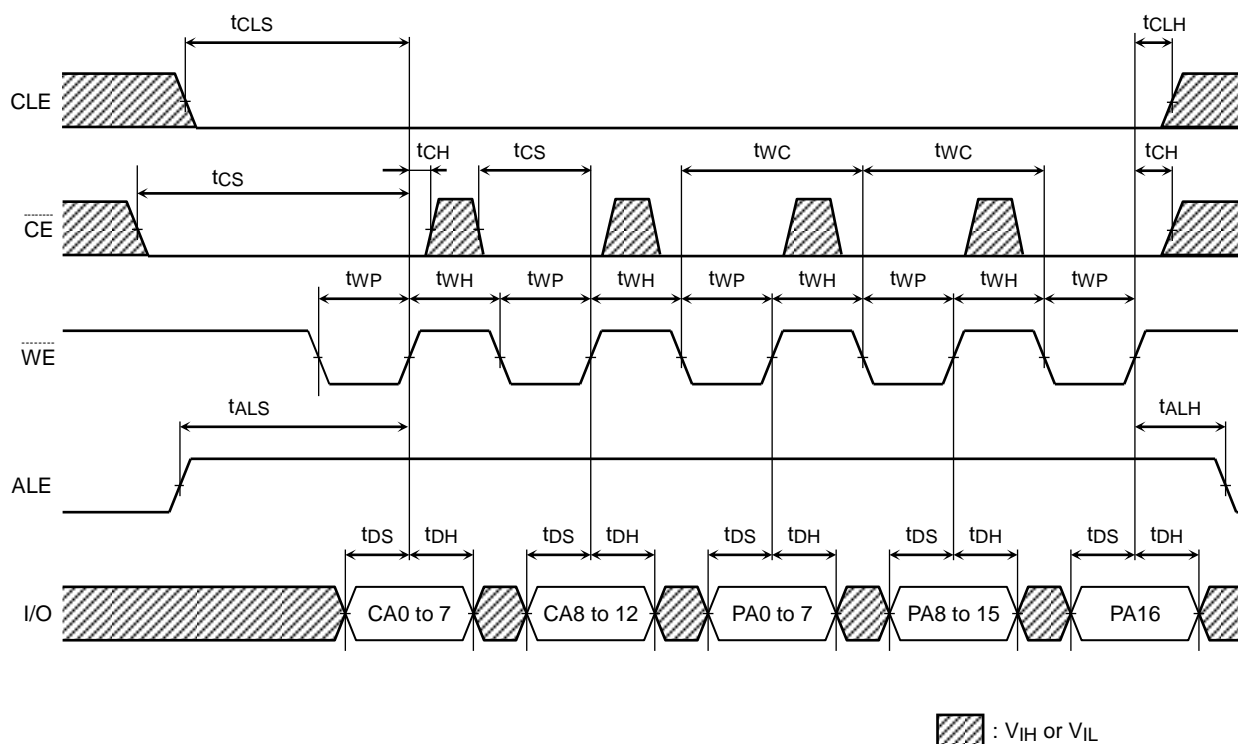 tCLS tCLH
CLE
tCH tCS tWC tWC tCH
tCS
CE
tWP tWH tWP tWH tWP tWH tWP tWH tWP
WE
tALS tALH
ALE
tDS tDH tDS tDH tDS tDH tDS tDH tDS tDH
I/O CA0 to 7 CA8 to 12 PA0 to 7 PA8 to 15 PA16
: VIH or VIL